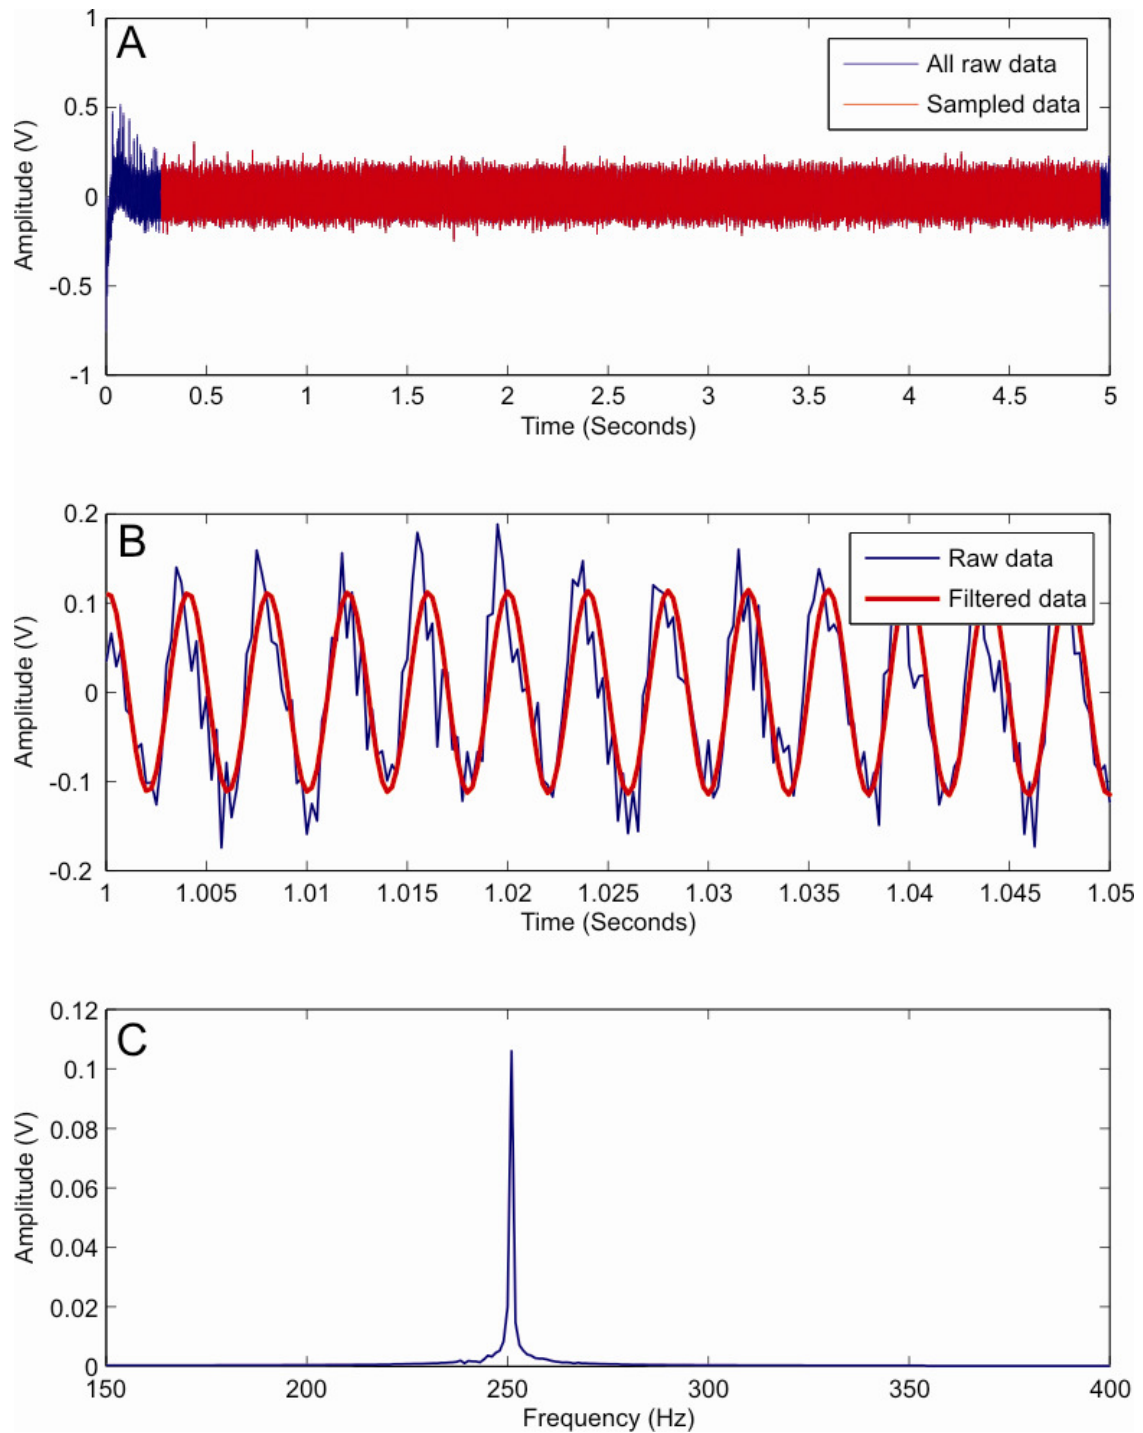 A
All raw data
Sampled data
1
0.5
0
-0.5
-1
Amplitude (V)
0 0.5 1 1.5 2 2.5 3 3.5 4 4.5 5
Time (Seconds)
B
Raw data
Filtered data
0.2
0.1
0
-0.1
-0.2
Amplitude (V)
1 1.005 1.01 1.015 1.02 1.025 1.03 1.035 1.04 1.045 1.05
Time (Seconds)
C
0.12
0.1
0.08
0.06
0.04
0.02
0
Amplitude (V)
150 200 250 300 350 400
Frequency (Hz)